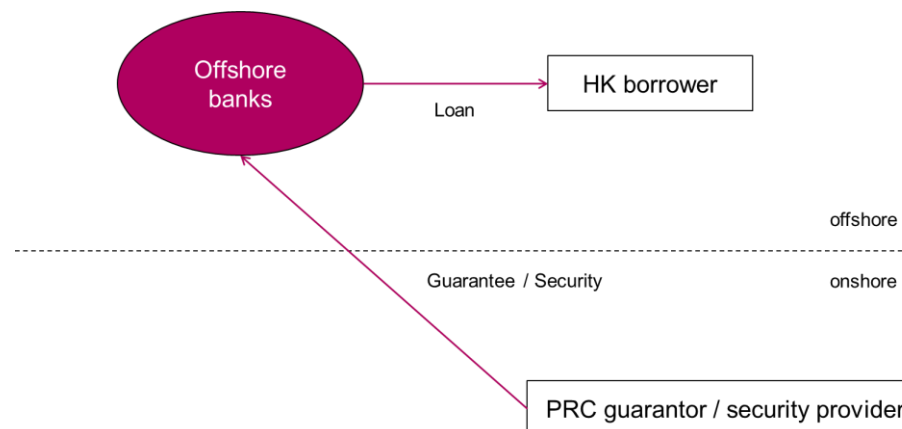 Offshore
banks
HK borrower
Loan
offshore
Guarantee / Security
onshore
PRC guarantor / security provider